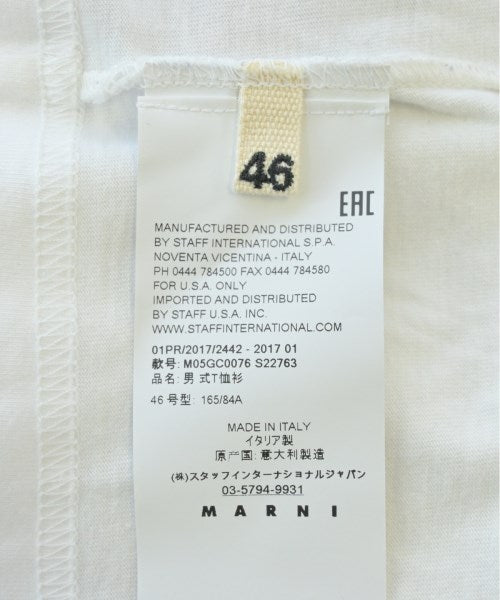 46
EAC
MANUFACTURED AND DISTRIBUTED
BY STAFF INTERNATIONAL S.P.A.
NOVENTA VICENTINA - ITALY
PH 0444 784500 FAX 0444 784580
FOR U.S.A. ONLY
IMPORTED AND DISTRIBUTED
BY STAFF U.S.A. INC.
WWW.STAFFINTERNATIONAL.COM
01PR/2017/2442 - 2017 01
款号: M05GC0076 S22763
品名: 男 式T恤衫
46 号型: 165/84A
MADE IN ITALY
イタリア製
原产国: 意大利製造
(株)スタッフインターナショナルジャパン
03-5794-9931
MARNI